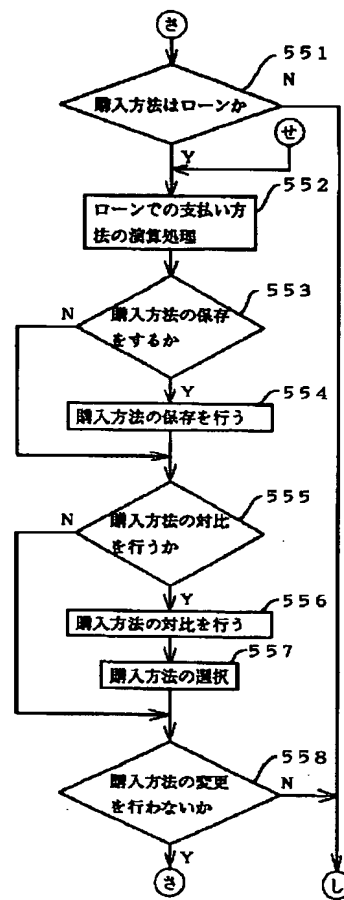 さ
551
N
購入方法はローンか
せ
Y
552
ローンでの支払い方
法の演算処理
553
N
購入方法の保存
をするか
Y
554
購入方法の保存を行う
555
N
購入方法の対比
を行うか
Y
556
購入方法の対比を行う
557
購入方法の選択
558
購入方法の変更
を行わないか
N
Y
さ
し